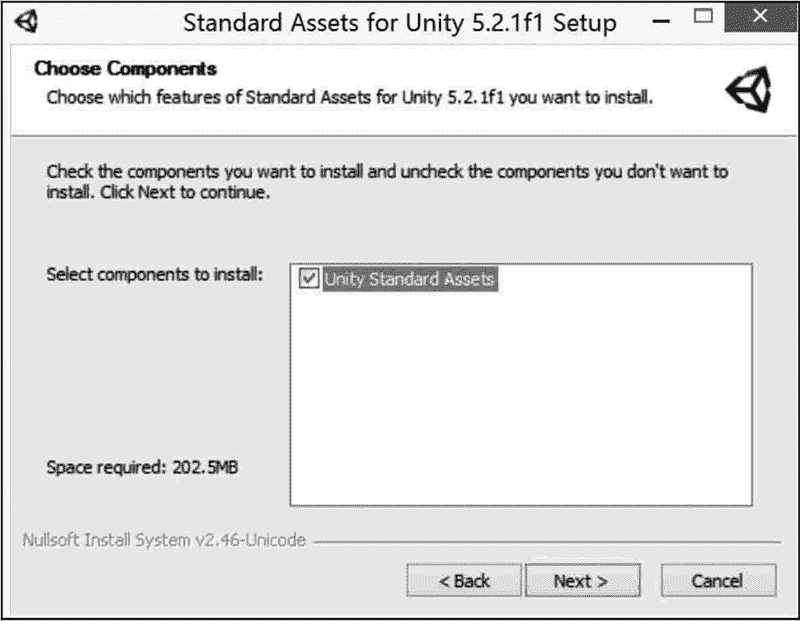 Standard Assets for Unity 5.2.1f1 Setup
Choose Components
Choose which features of Standard Assets for Unity 5.2.1f1 you want to install.
Check the components you want to install and uncheck the components you don't want to
install. Click Next to continue.
Select components to install:
Unity Standard Assets
Space required: 202.5MB
Nullsoft Install System v2.46-Unicode
< Back
Next >
Cancel